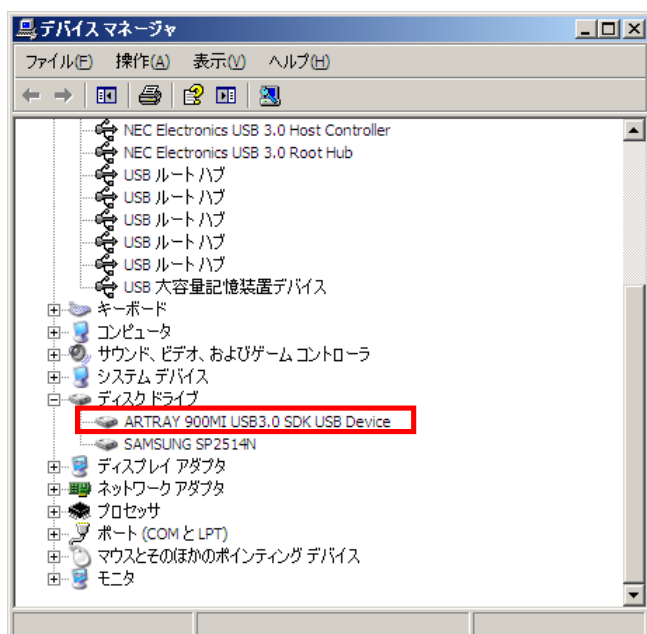 デバイス マネージャ
ファイル(F) 操作(A) 表示(V) ヘルプ(H)
NEC Electronics USB 3.0 Host Controller
NEC Electronics USB 3.0 Root Hub
USB ルート ハブ
USB ルート ハブ
USB ルート ハブ
USB ルート ハブ
USB ルート ハブ
USB 大容量記憶装置デバイス
キーボード
コンピュータ
サウンド、ビデオ、およびゲーム コントローラ
システム デバイス
ディスク ドライブ
ARTRAY 900MI USB3.0 SDK USB Device
SAMSUNG SP2514N
ディスプレイ アダプタ
ネットワーク アダプタ
プロセッサ
ポート (COM と LPT)
マウスとそのほかのポインティング デバイス
モニタ